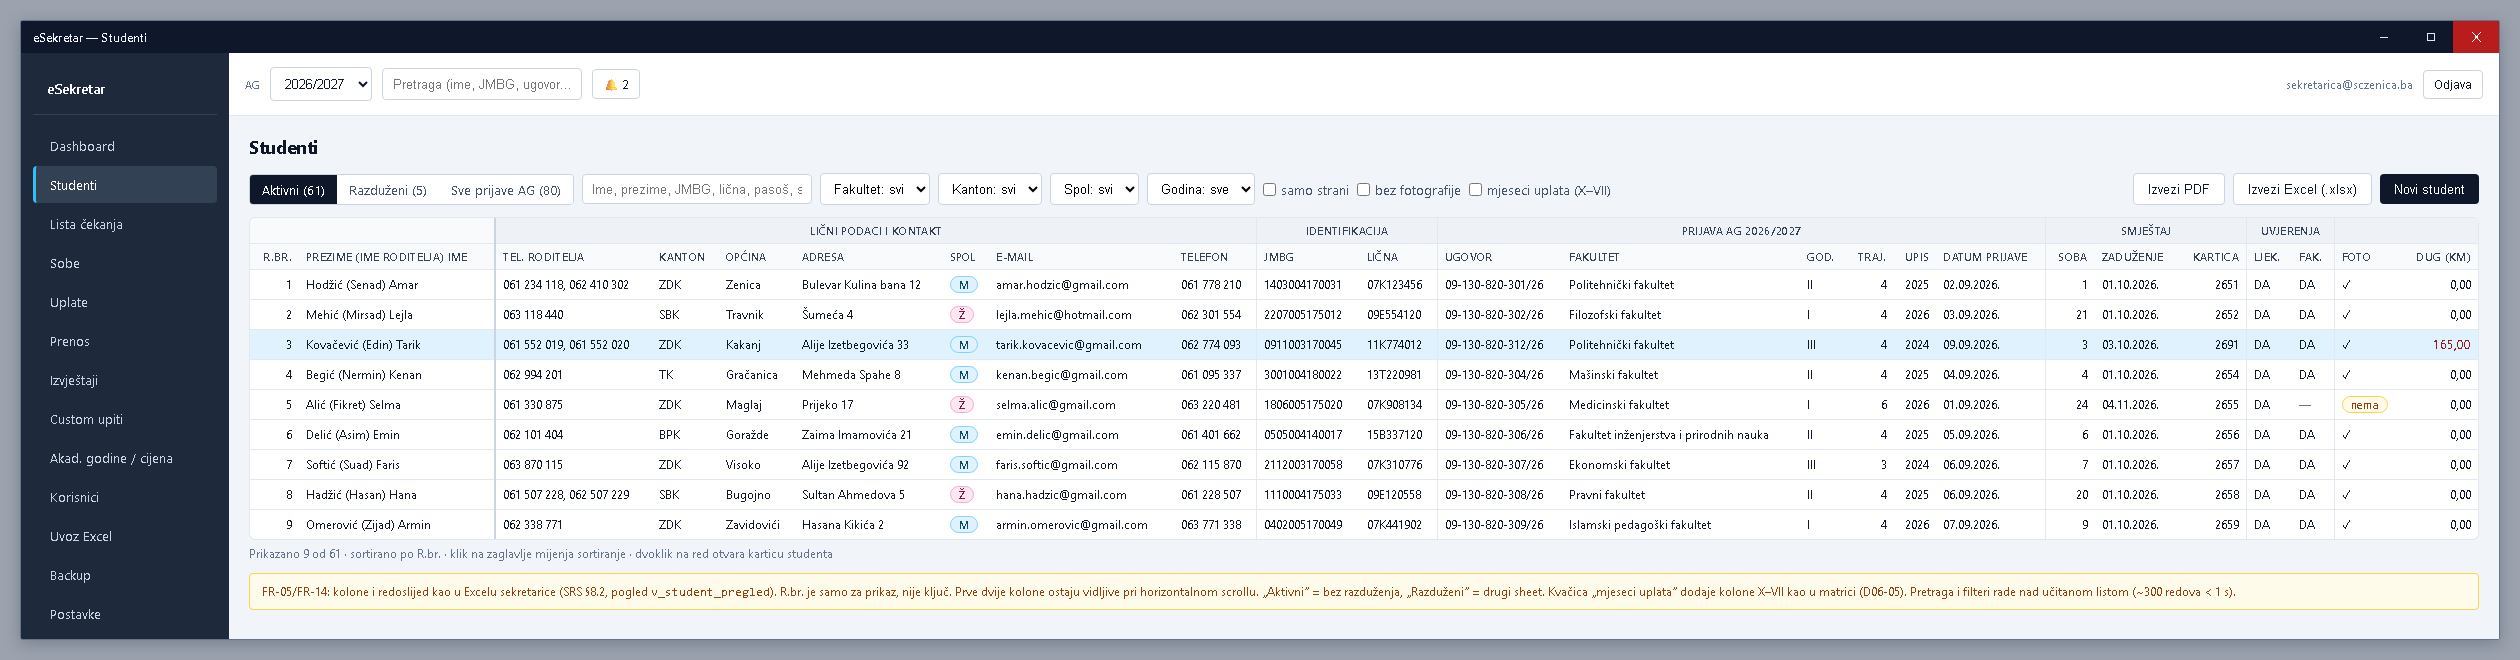 eSekretar — Studenti
eSekretar
AG 2026/2027 Pretraga (ime, JMBG, ugovor... 2 sekretarica@sczenica.ba Odjava
Dashboard
Studenti
Lista čekanja
Sobe
Uplate
Prenos
Izvještaji
Custom upiti
Akad. godine / cijena
Korisnici
Uvoz Excel
Backup
Postavke
Studenti
Aktivni (61) Razduženi (5) Sve prijave AG (80) Ime, prezime, JMBG, lična, pasoš, s Fakultet: svi Kanton: svi Spol: svi Godina: sve samo strani bez fotografije mjeseci uplata (X–VII) Izvezi PDF Izvezi Excel (.xlsx) Novi student
LIČNI PODACI I KONTAKT IDENTIFIKACIJA PRIJAVA AG 2026/2027 SMJEŠTAJ UVJERENJA
R.BR. PREZIME (IME RODITELJA) IME TEL. RODITELJA KANTON OPĆINA ADRESA SPOL E-MAIL TELEFON JMBG LIČNA UGOVOR FAKULTET GOD. TRAJ. UPIS DATUM PRIJAVE SOBA ZADUŽENJE KARTICA LJEK. FAK. FOTO DUG (KM)
1 Hodžić (Senad) Amar 061 234 118, 062 410 302 ZDK Zenica Bulevar Kulina bana 12 M amar.hodzic@gmail.com 061 778 210 1403004170031 07K123456 09-130-820-301/26 Politehnički fakultet II 4 2025 02.09.2026. 1 01.10.2026. 2651 DA DA ✓ 0,00
2 Mehić (Mirsad) Lejla 063 118 440 SBK Travnik Šumeća 4 Ž lejla.mehic@hotmail.com 062 301 554 2207005175012 09E554120 09-130-820-302/26 Filozofski fakultet I 4 2026 03.09.2026. 21 01.10.2026. 2652 DA DA ✓ 0,00
3 Kovačević (Edin) Tarik 061 552 019, 061 552 020 ZDK Kakanj Alije Izetbegovića 33 M tarik.kovacevic@gmail.com 062 774 093 0911003170045 11K774012 09-130-820-312/26 Politehnički fakultet III 4 2024 09.09.2026. 3 03.10.2026. 2691 DA DA ✓ 165,00
4 Begić (Nermin) Kenan 062 994 201 TK Gračanica Mehmeda Spahe 8 M kenan.begic@gmail.com 061 095 337 3001004180022 13T220981 09-130-820-304/26 Mašinski fakultet II 4 2025 04.09.2026. 4 01.10.2026. 2654 DA DA ✓ 0,00
5 Alić (Fikret) Selma 061 330 875 ZDK Maglaj Prijeko 17 Ž selma.alic@gmail.com 063 220 481 1806005175020 07K908134 09-130-820-305/26 Medicinski fakultet I 6 2026 01.09.2026. 24 04.11.2026. 2655 DA — nema 0,00
6 Delić (Asim) Emin 062 101 404 BPK Goražde Zaima Imamovića 21 M emin.delic@gmail.com 061 401 662 0505004140017 15B337120 09-130-820-306/26 Fakultet inženjerstva i prirodnih nauka II 4 2025 05.09.2026. 6 01.10.2026. 2656 DA DA ✓ 0,00
7 Softić (Suad) Faris 063 870 115 ZDK Visoko Alije Izetbegovića 92 M faris.softic@gmail.com 062 115 870 2112003170058 07K310776 09-130-820-307/26 Ekonomski fakultet III 3 2024 06.09.2026. 7 01.10.2026. 2657 DA DA ✓ 0,00
8 Hadžić (Hasan) Hana 061 507 228, 062 507 229 SBK Bugojno Sultan Ahmedova 5 Ž hana.hadzic@gmail.com 061 228 507 1110004175033 09E120558 09-130-820-308/26 Pravni fakultet II 4 2025 06.09.2026. 20 01.10.2026. 2658 DA DA ✓ 0,00
9 Omerović (Zijad) Armin 062 338 771 ZDK Zavidovići Hasana Kikića 2 M armin.omerovic@gmail.com 063 771 338 0402005170049 07K441902 09-130-820-309/26 Islamski pedagoški fakultet I 4 2026 07.09.2026. 9 01.10.2026. 2659 DA DA ✓ 0,00
Prikazano 9 od 61 · sortirano po R.br. · klik na zaglavlje mijenja sortiranje · dvoklik na red otvara karticu studenta
FR-05/FR-14: kolone i redoslijed kao u Excelu sekretarice (SRS §8.2, pogled v_student_pregled). R.br. je samo za prikaz, nije ključ. Prve dvije kolone ostaju vidljive pri horizontalnom scrollu. „Aktivni” = bez razduženja, „Razduženi” = drugi sheet. Kvačica „mjeseci uplata” dodaje kolone X–VII kao u matrici (D06-05). Pretraga i filteri rade nad učitanom listom (~300 redova < 1 s).